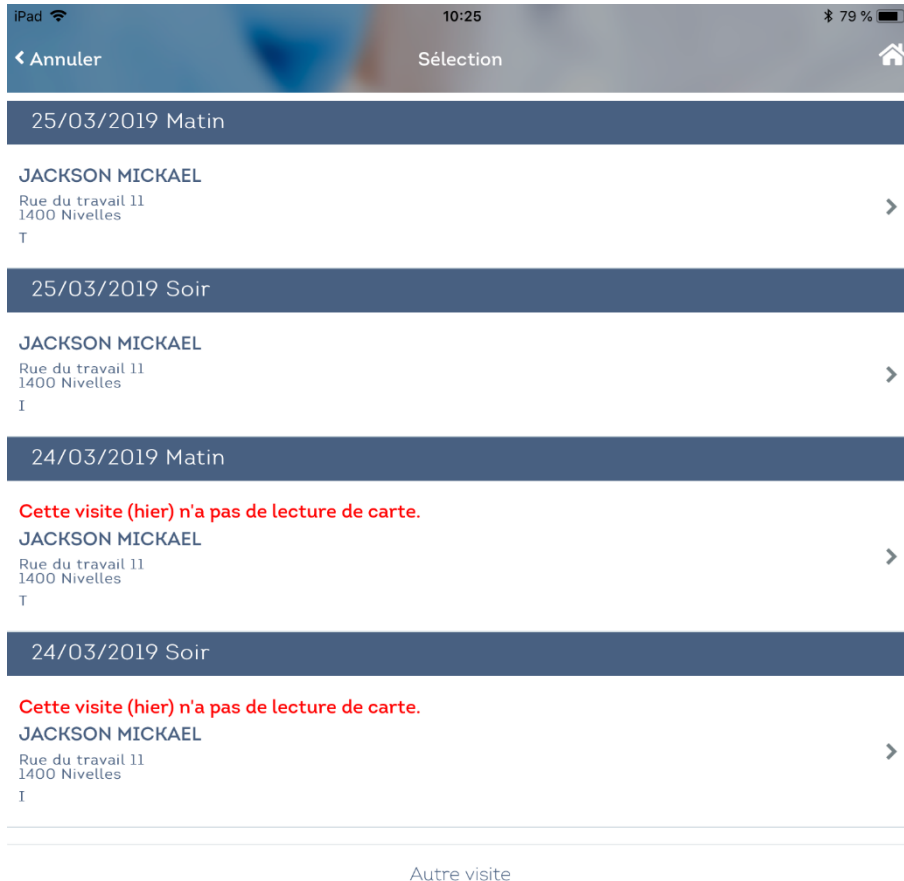 iPad 10:25 79 %
Annuler Sélection
25/03/2019 Matin
JACKSON MICKAEL
Rue du travail 11
1400 Nivelles
T
25/03/2019 Soir
JACKSON MICKAEL
Rue du travail 11
1400 Nivelles
I
24/03/2019 Matin
Cette visite (hier) n'a pas de lecture de carte.
JACKSON MICKAEL
Rue du travail 11
1400 Nivelles
T
24/03/2019 Soir
Cette visite (hier) n'a pas de lecture de carte.
JACKSON MICKAEL
Rue du travail 11
1400 Nivelles
I
Autre visite